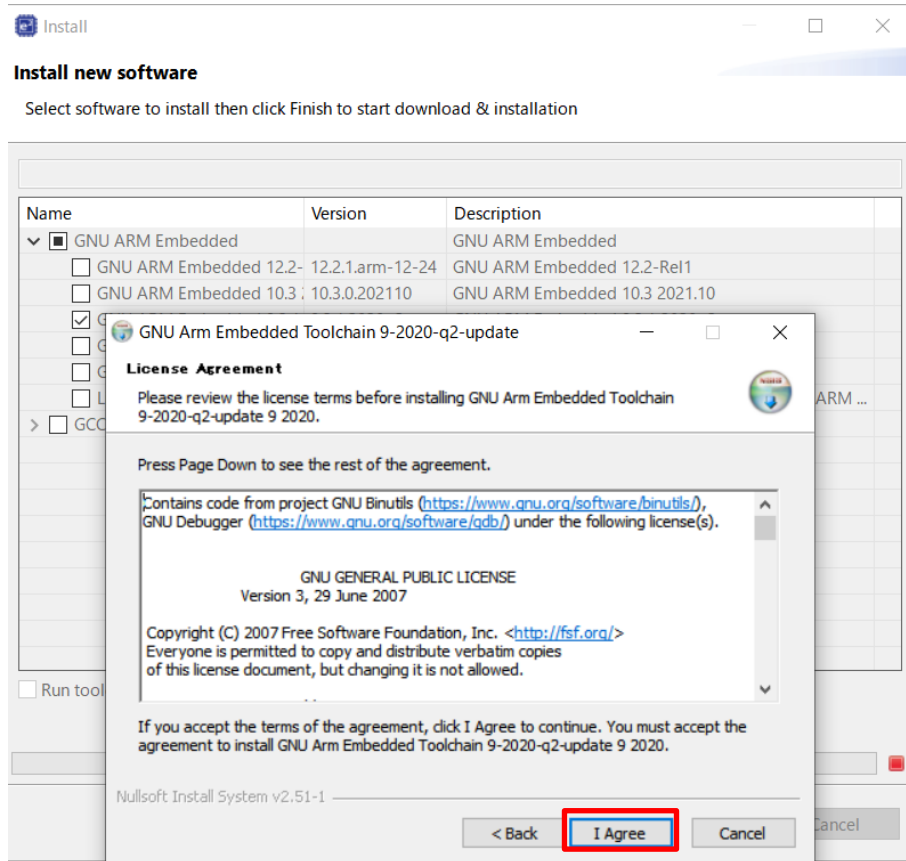 Install
Install new software
Select software to install then click Finish to start download & installation
Name Version Description
GNU ARM Embedded GNU ARM Embedded
GNU ARM Embedded 12.2- 12.2.1.arm-12-24 GNU ARM Embedded 12.2-Rel1
GNU ARM Embedded 10.3 10.3.0.202110 GNU ARM Embedded 10.3 2021.10
GNU Arm Embedded Toolchain 9-2020-q2-update
License Agreement
Please review the license terms before installing GNU Arm Embedded Toolchain
9-2020-q2-update 9 2020.
ARM ...
GCC
Press Page Down to see the rest of the agreement.
Contains code from project GNU Binutils (https://www.gnu.org/software/binutils/),
GNU Debugger (https://www.gnu.org/software/gdb/) under the following license(s).
GNU GENERAL PUBLIC LICENSE
Version 3, 29 June 2007
Copyright (C) 2007 Free Software Foundation, Inc. <http://fsf.org/>
Everyone is permitted to copy and distribute verbatim copies
of this license document, but changing it is not allowed.
Run tool
If you accept the terms of the agreement, click I Agree to continue. You must accept the
agreement to install GNU Arm Embedded Toolchain 9-2020-q2-update 9 2020.
Nullsoft Install System v2.51-1
< Back I Agree Cancel
Cancel